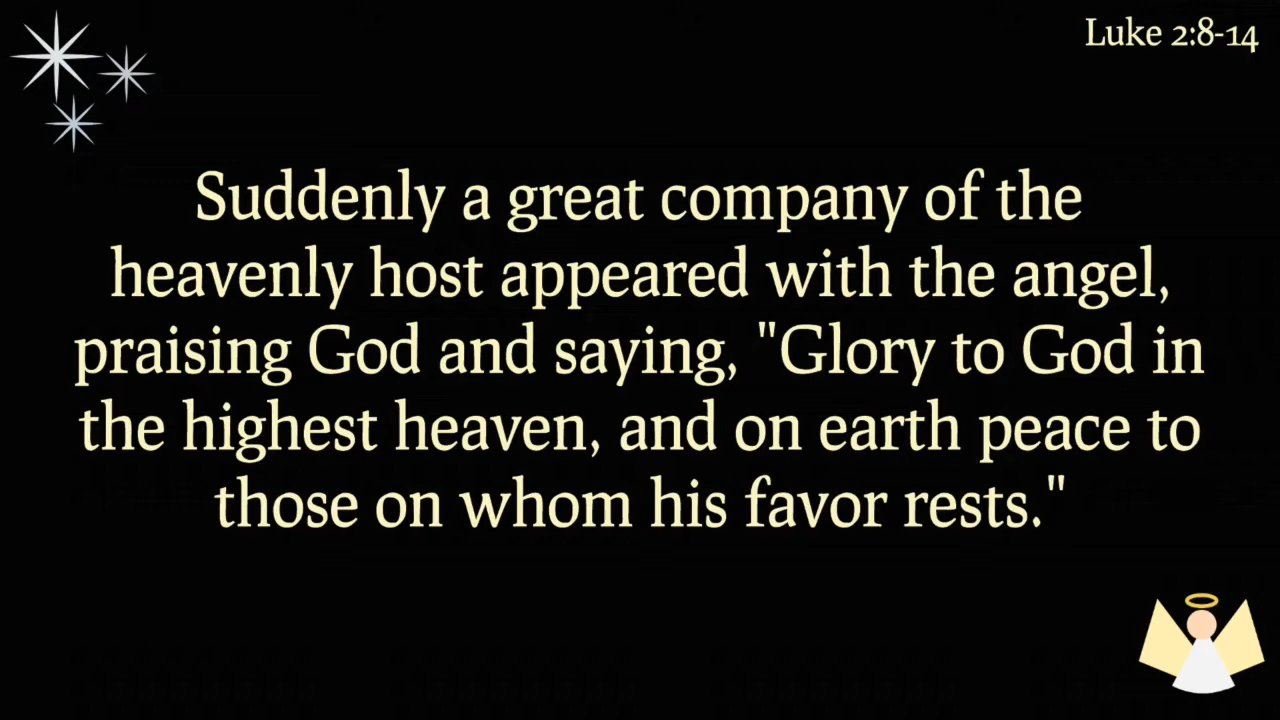 Luke 2:8-14
Suddenly a great company of the
heavenly host appeared with the angel,
praising God and saying, "Glory to God in
the highest heaven, and on earth peace to
those on whom his favor rests."